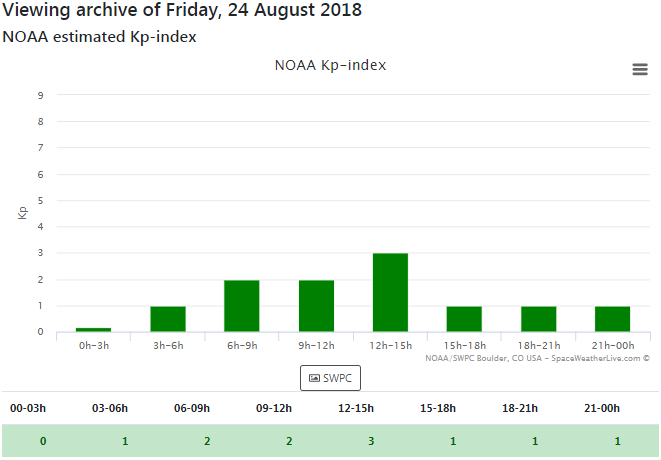 Viewing archive of Friday, 24 August 2018
NOAA estimated Kp-index
NOAA Kp-index
9
8
7
6
5
4
3
2
1
0
Kp
0h-3h 3h-6h 6h-9h 9h-12h 12h-15h 15h-18h 18h-21h 21h-00h
NOAA/SWPC Boulder, CO USA - SpaceWeatherLive.com ©
SWPC
00-03h 03-06h 06-09h 09-12h 12-15h 15-18h 18-21h 21-00h
0 1 2 2 3 1 1 1